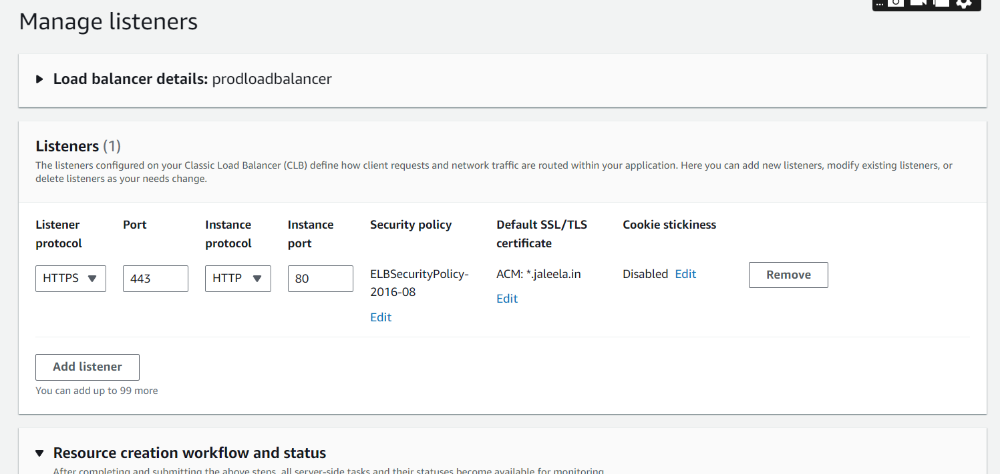 Manage listeners
Load balancer details: prodloadbalancer
Listeners (1)
The listeners configured on your Classic Load Balancer (CLB) define how client requests and network traffic are routed within your application. Here you can add new listeners, modify existing listeners, or
delete listeners as your needs change.
Listener protocol
Port
Instance protocol
Instance port
Security policy
Default SSL/TLS certificate
Cookie stickiness
HTTPS
443
HTTP
80
ELBSecurityPolicy-
2016-08
Edit
ACM: *.jaleela.in
Edit
Disabled Edit
Remove
Add listener
You can add up to 99 more
Resource creation workflow and status
After completing and submitting the above steps, all server-side tasks and their statuses become available for monitoring.